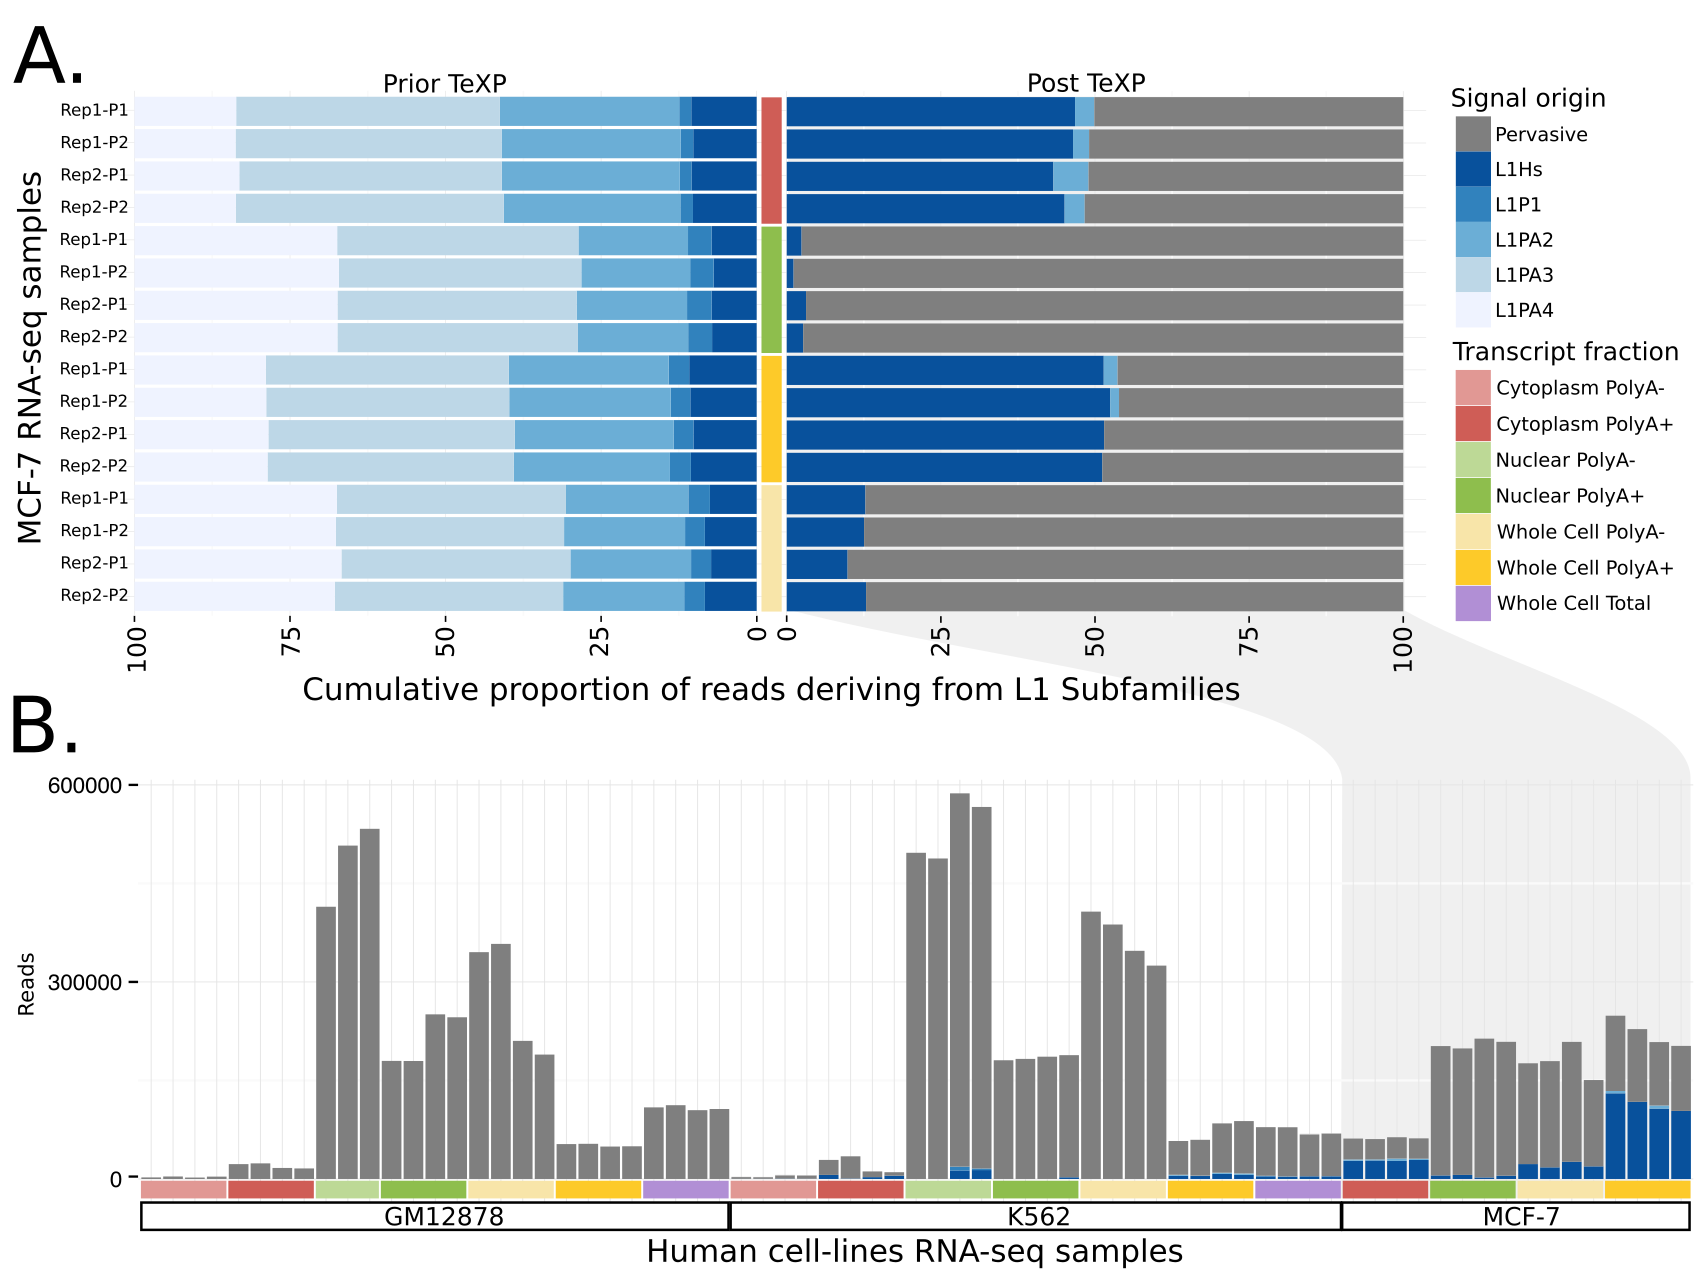 A.
Prior TeXP
Post TeXP
MCF-7 RNA-seq samples
Rep1-P1
Rep1-P2
Rep2-P1
Rep2-P2
Rep1-P1
Rep1-P2
Rep2-P1
Rep2-P2
Rep1-P1
Rep1-P2
Rep2-P1
Rep2-P2
Rep1-P1
Rep1-P2
Rep2-P1
Rep2-P2
100 75 50 25 0 0 25 50 75 100
Cumulative proportion of reads deriving from L1 Subfamilies
Signal origin
Pervasive
L1Hs
L1P1
L1PA2
L1PA3
L1PA4
Transcript fraction
Cytoplasm PolyA-
Cytoplasm PolyA+
Nuclear PolyA-
Nuclear PolyA+
Whole Cell PolyA-
Whole Cell PolyA+
Whole Cell Total
B.
Reads
600000
300000
0
GM12878 K562 MCF-7
Human cell-lines RNA-seq samples